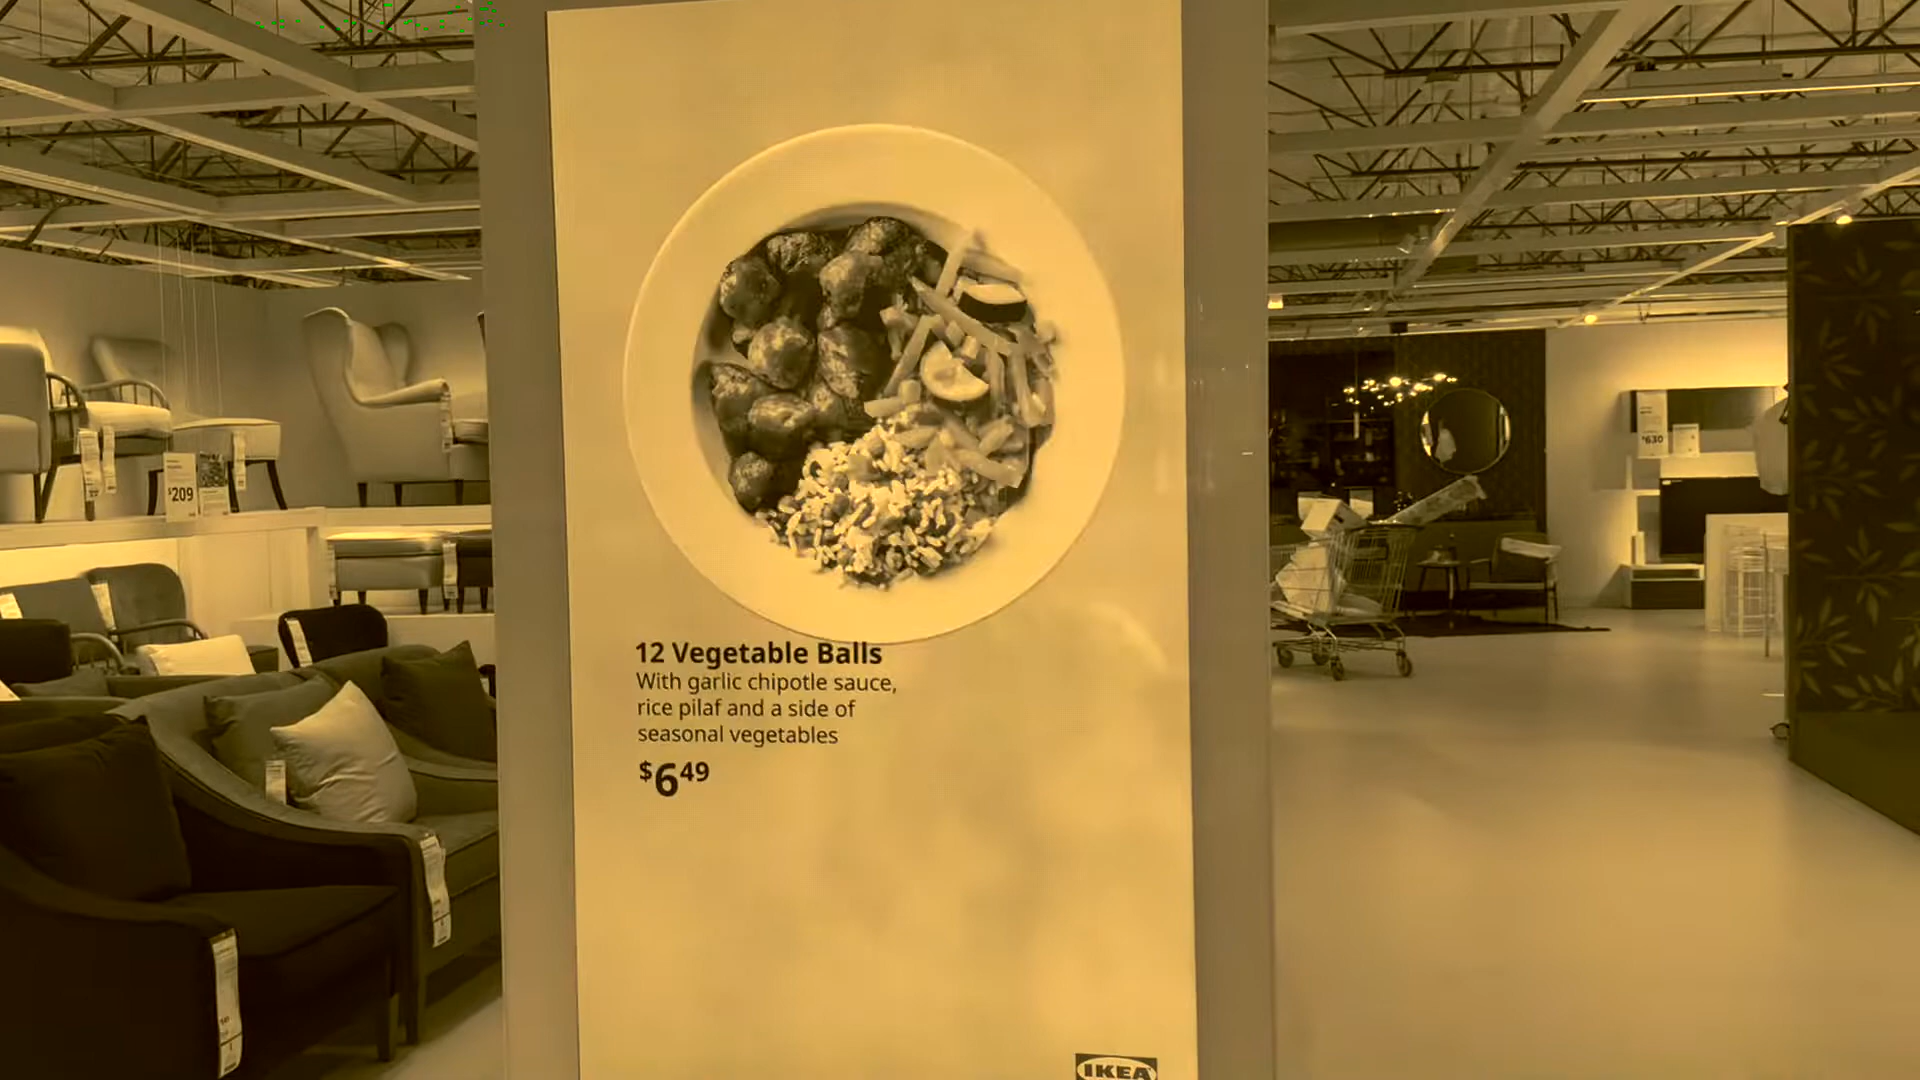 12 Vegetable Balls
With garlic chipotle sauce,
rice pilaf and a side of
seasonal vegetables
$6 49
IKEA
$209
$630